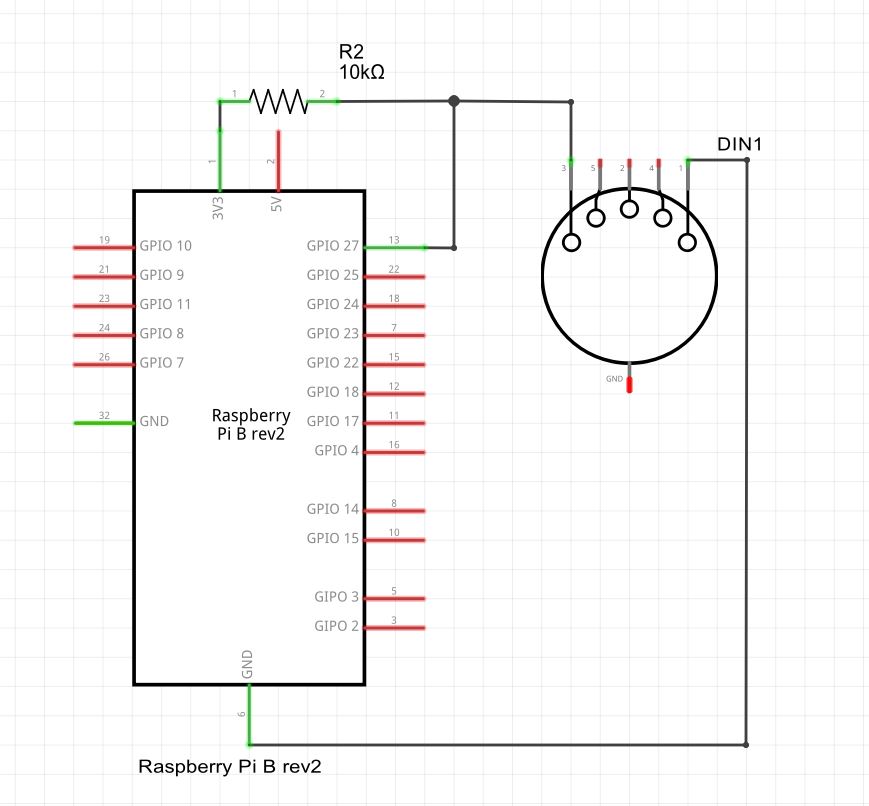 R2
10kΩ
1
2
DIN1
1
2
3
5
2
4
1
3V3
5V
19
GPIO 10
GPIO 27
13
21
GPIO 9
GPIO 25
22
23
GPIO 11
GPIO 24
18
24
GPIO 8
GPIO 23
7
26
GPIO 7
GPIO 22
15
GND
GPIO 18
12
32
GND
Raspberry
Pi B rev2
GPIO 17
11
GPIO 4
16
GPIO 14
8
GPIO 15
10
GIPO 3
5
GIPO 2
3
GND
6
Raspberry Pi B rev2